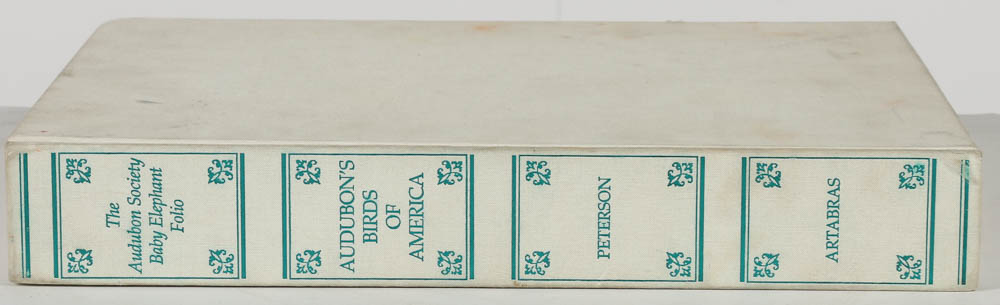 The
Audubon Society
Baby Elephant
Folio
AUDUBON'S
BIRDS
OF
AMERICA
PETERSON
ARTABRAS